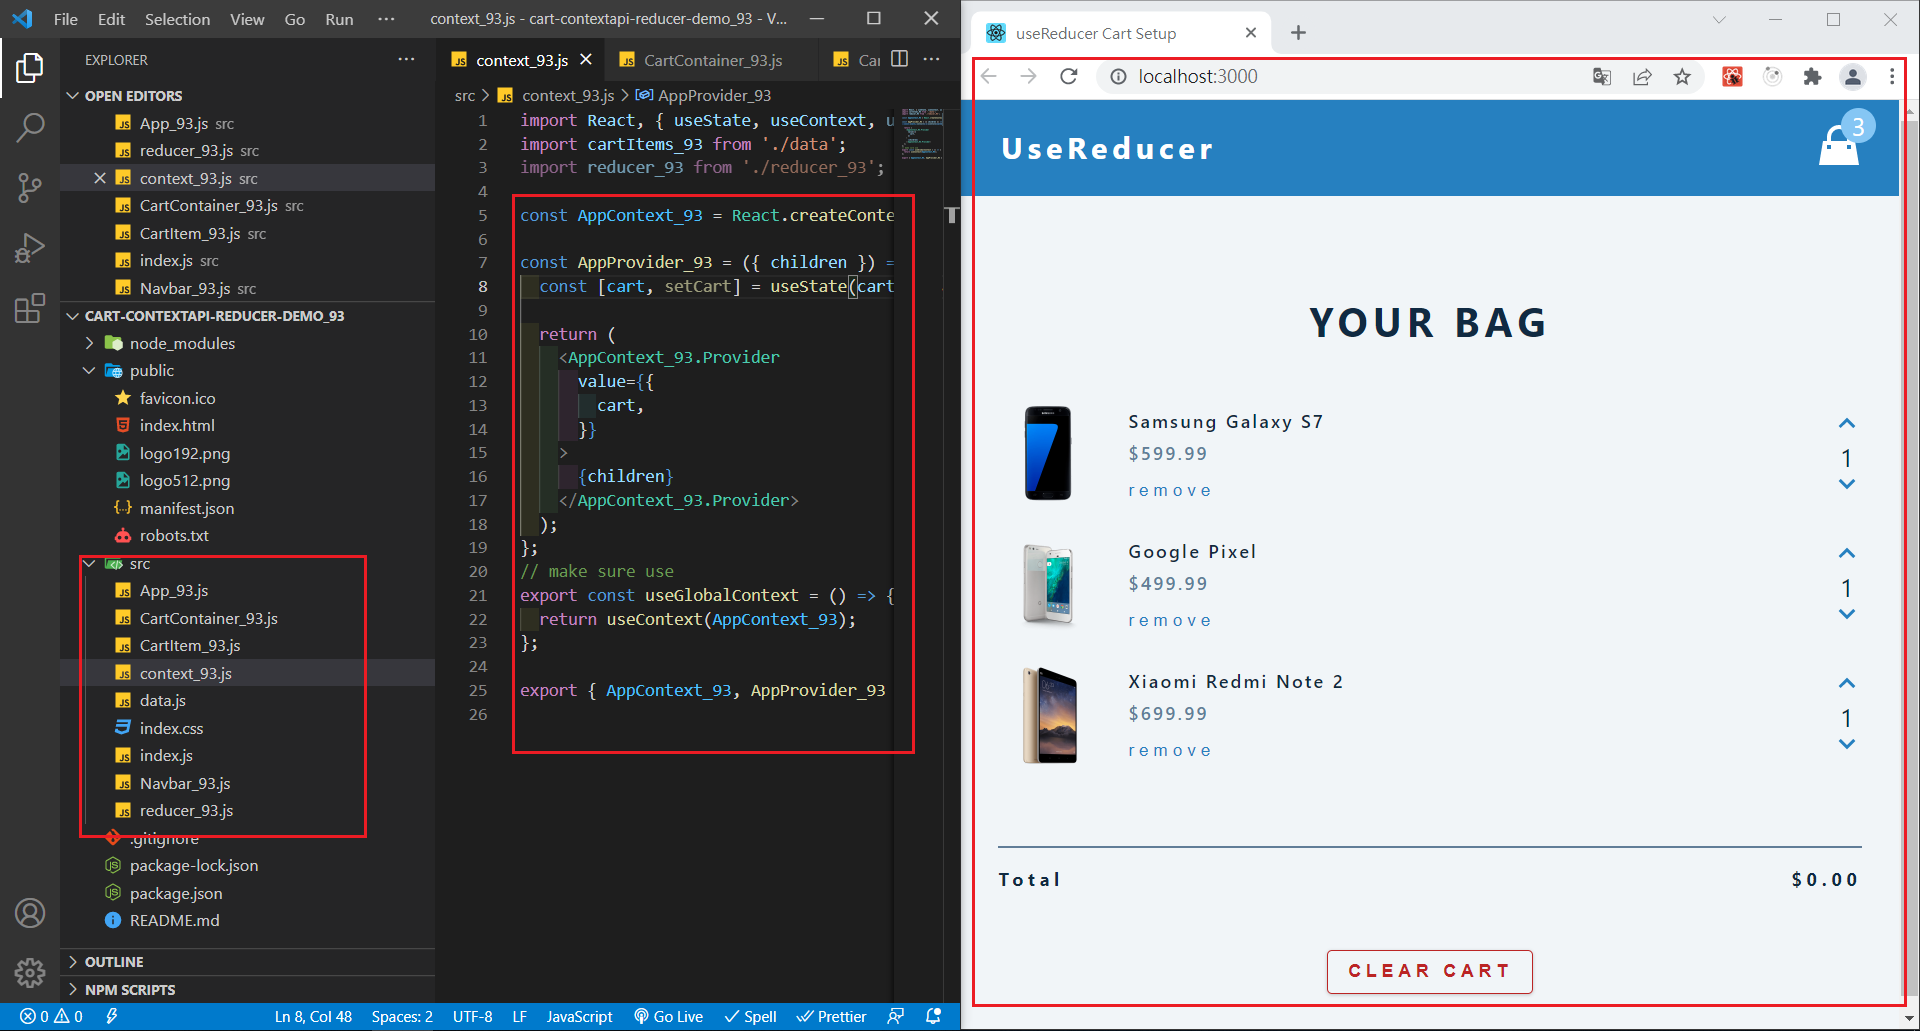 File Edit Selection View Go Run ··· context_93.js - cart-contextapi-reducer-demo_93 - V...
EXPLORER
OPEN EDITORS
App_93.js src
reducer_93.js src
context_93.js src
CartContainer_93.js src
CartItem_93.js src
index.js src
Navbar_93.js src
CART-CONTEXTAPI-REDUCER-DEMO_93
node_modules
public
favicon.ico
index.html
logo192.png
logo512.png
manifest.json
robots.txt
src
App_93.js
CartContainer_93.js
CartItem_93.js
context_93.js
data.js
index.css
index.js
Navbar_93.js
reducer_93.js
.gitignore
package-lock.json
package.json
README.md
OUTLINE
NPM SCRIPTS
context_93.js CartContainer_93.js Car
src > context_93.js > AppProvider_93
1 import React, { useState, useContext, u
2 import cartItems_93 from './data';
3 import reducer_93 from './reducer_93';
4
5 const AppContext_93 = React.createConte
6
7 const AppProvider_93 = ({ children }) =
8 const [cart, setCart] = useState(cart
9
10 return (
11 <AppContext_93.Provider
12 value={{
13 cart,
14 }}
15 >
16 {children}
17 </AppContext_93.Provider>
18 );
19 };
20 // make sure use
21 export const useGlobalContext = () => {
22 return useContext(AppContext_93);
23 };
24
25 export { AppContext_93, AppProvider_93
26
0 0 Ln 8, Col 48 Spaces: 2 UTF-8 LF JavaScript Go Live Spell Prettier
useReducer Cart Setup
localhost:3000
UseReducer 3
YOUR BAG
Samsung Galaxy S7
$599.99
remove
1
Google Pixel
$499.99
remove
1
Xiaomi Redmi Note 2
$699.99
remove
1
Total $0.00
CLEAR CART